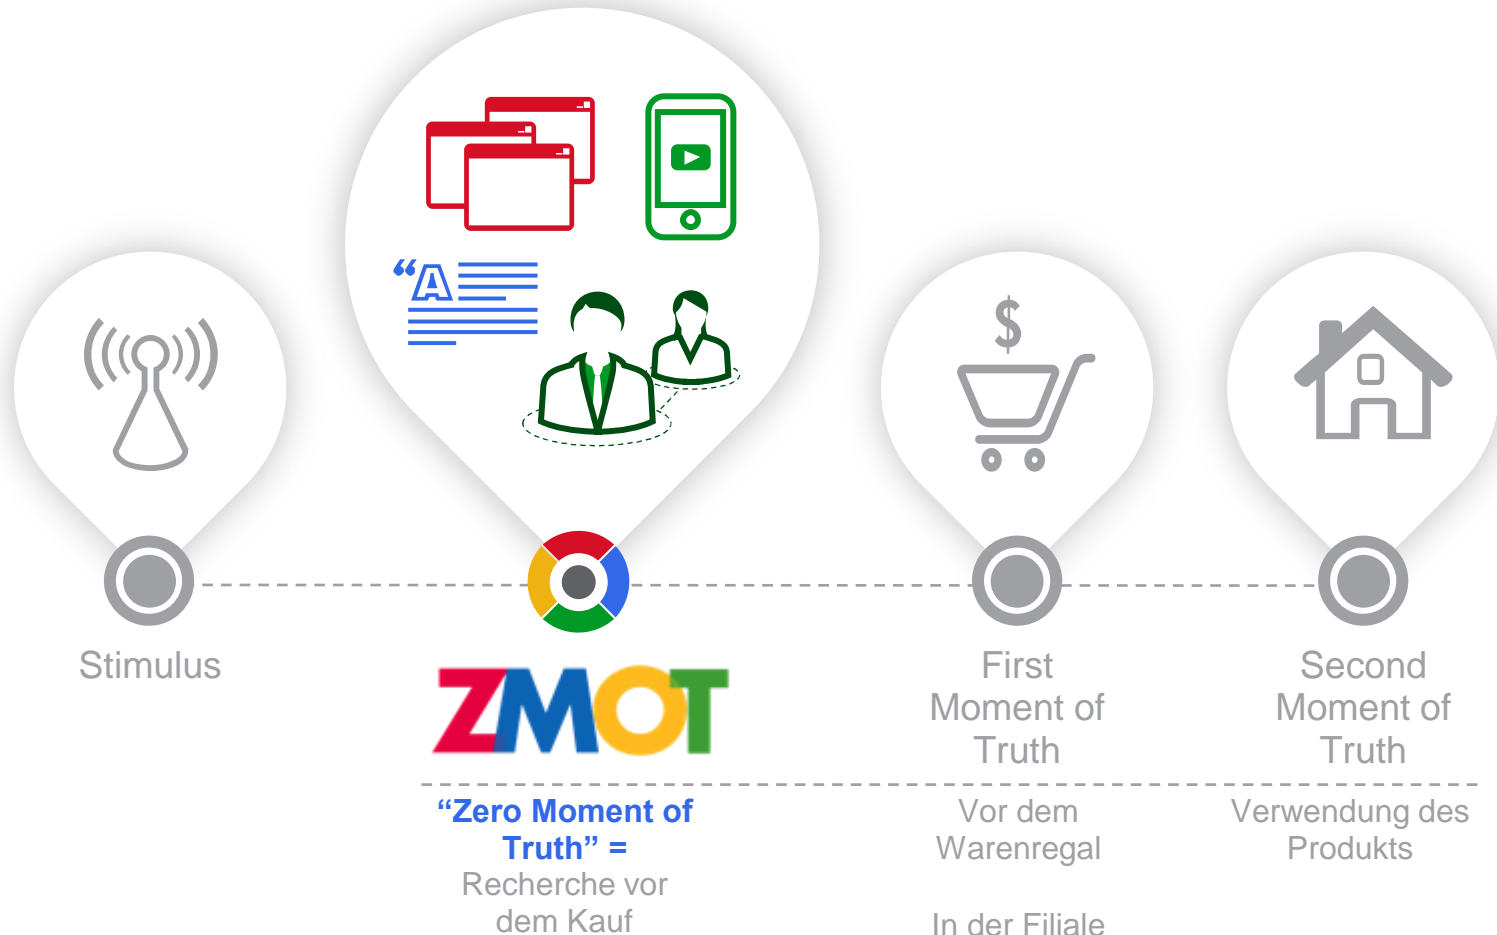 “A
$
Stimulus
ZMOT
First
Moment of
Truth
Second
Moment of
Truth
“Zero Moment of
Truth” =
Recherche vor
dem Kauf
Vor dem
Warenregal
In der Filiale
Verwendung des
Produkts